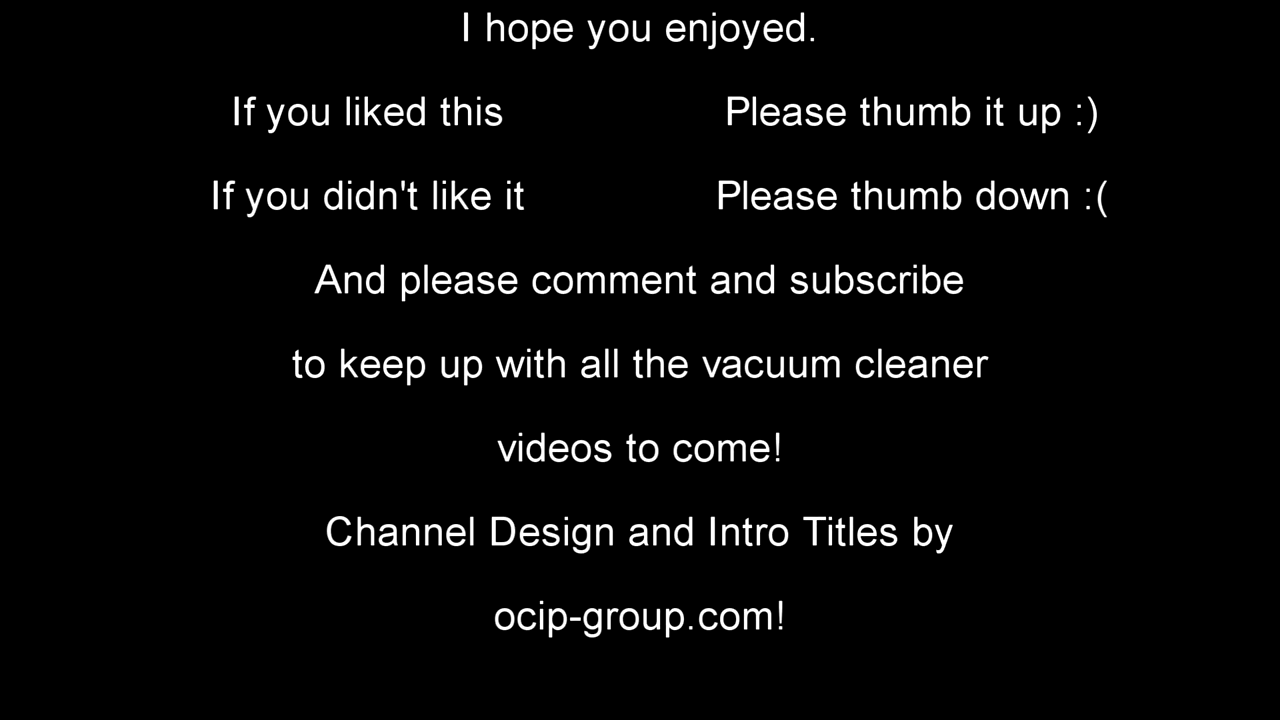 I hope you enjoyed.
If you liked this Please thumb it up :)
If you didn't like it Please thumb down :(
And please comment and subscribe
to keep up with all the vacuum cleaner
videos to come!
Channel Design and Intro Titles by
ocip-group.com!